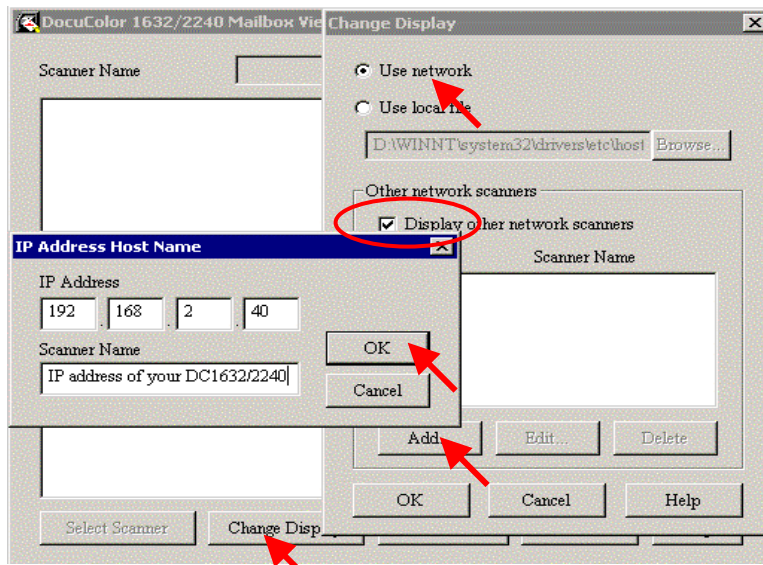 DocuColor 1632/2240 Mailbox Vie
Scanner Name
Change Display
Use network
Use local file
D:\WINNT\system32\drivers\etc\host
Browse...
Other network scanners
Display other network scanners
Scanner Name
IP Address Host Name
IP Address
192 . 168 . 2 . 40
Scanner Name
IP address of your DC1632/2240
OK
Cancel
Add...
Edit...
Delete
OK
Cancel
Help
Select Scanner
Change Disp